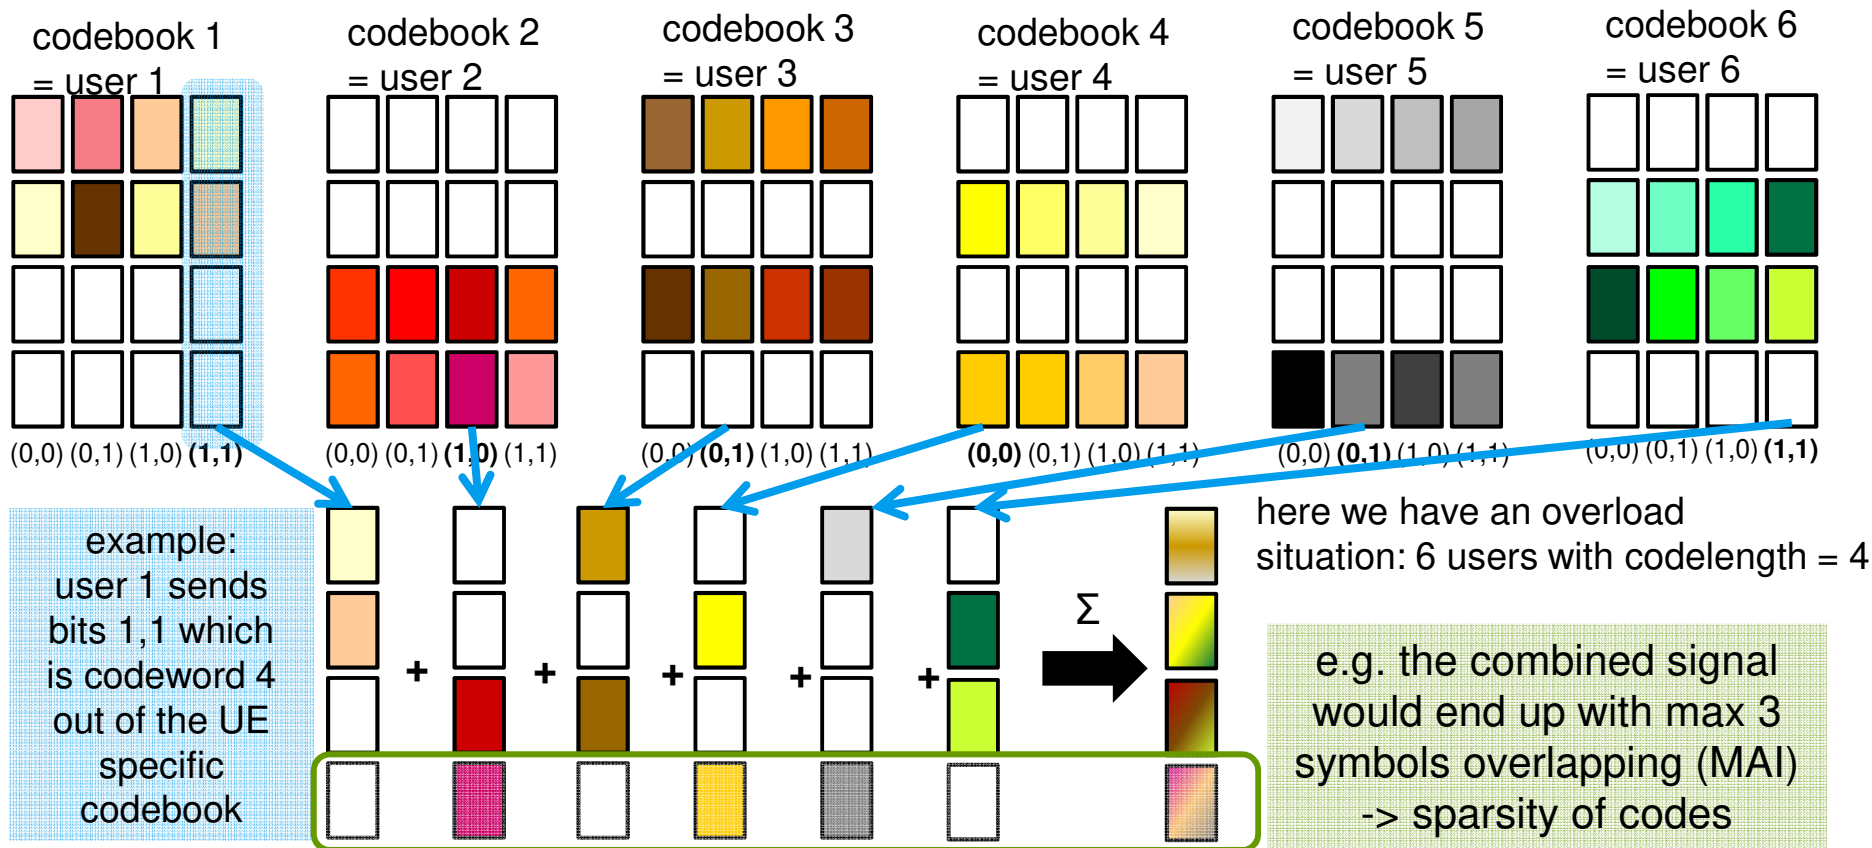 codebook 1
= user 1
codebook 2
= user 2
codebook 3
= user 3
codebook 4
= user 4
codebook 5
= user 5
codebook 6
= user 6
(0,0) (0,1) (1,0) (1,1)
(0,0) (0,1) (1,0) (1,1)
(0,0) (0,1) (1,0) (1,1)
(0,0) (0,1) (1,0) (1,1)
(0,0) (0,1) (1,0) (1,1)
(0,0) (0,1) (1,0) (1,1)
example:
user 1 sends
bits 1,1 which
is codeword 4
out of the UE
specific
codebook
+ + + + +
Σ
here we have an overload
situation: 6 users with codelength = 4
e.g. the combined signal
would end up with max 3
symbols overlapping (MAI)
-> sparsity of codes